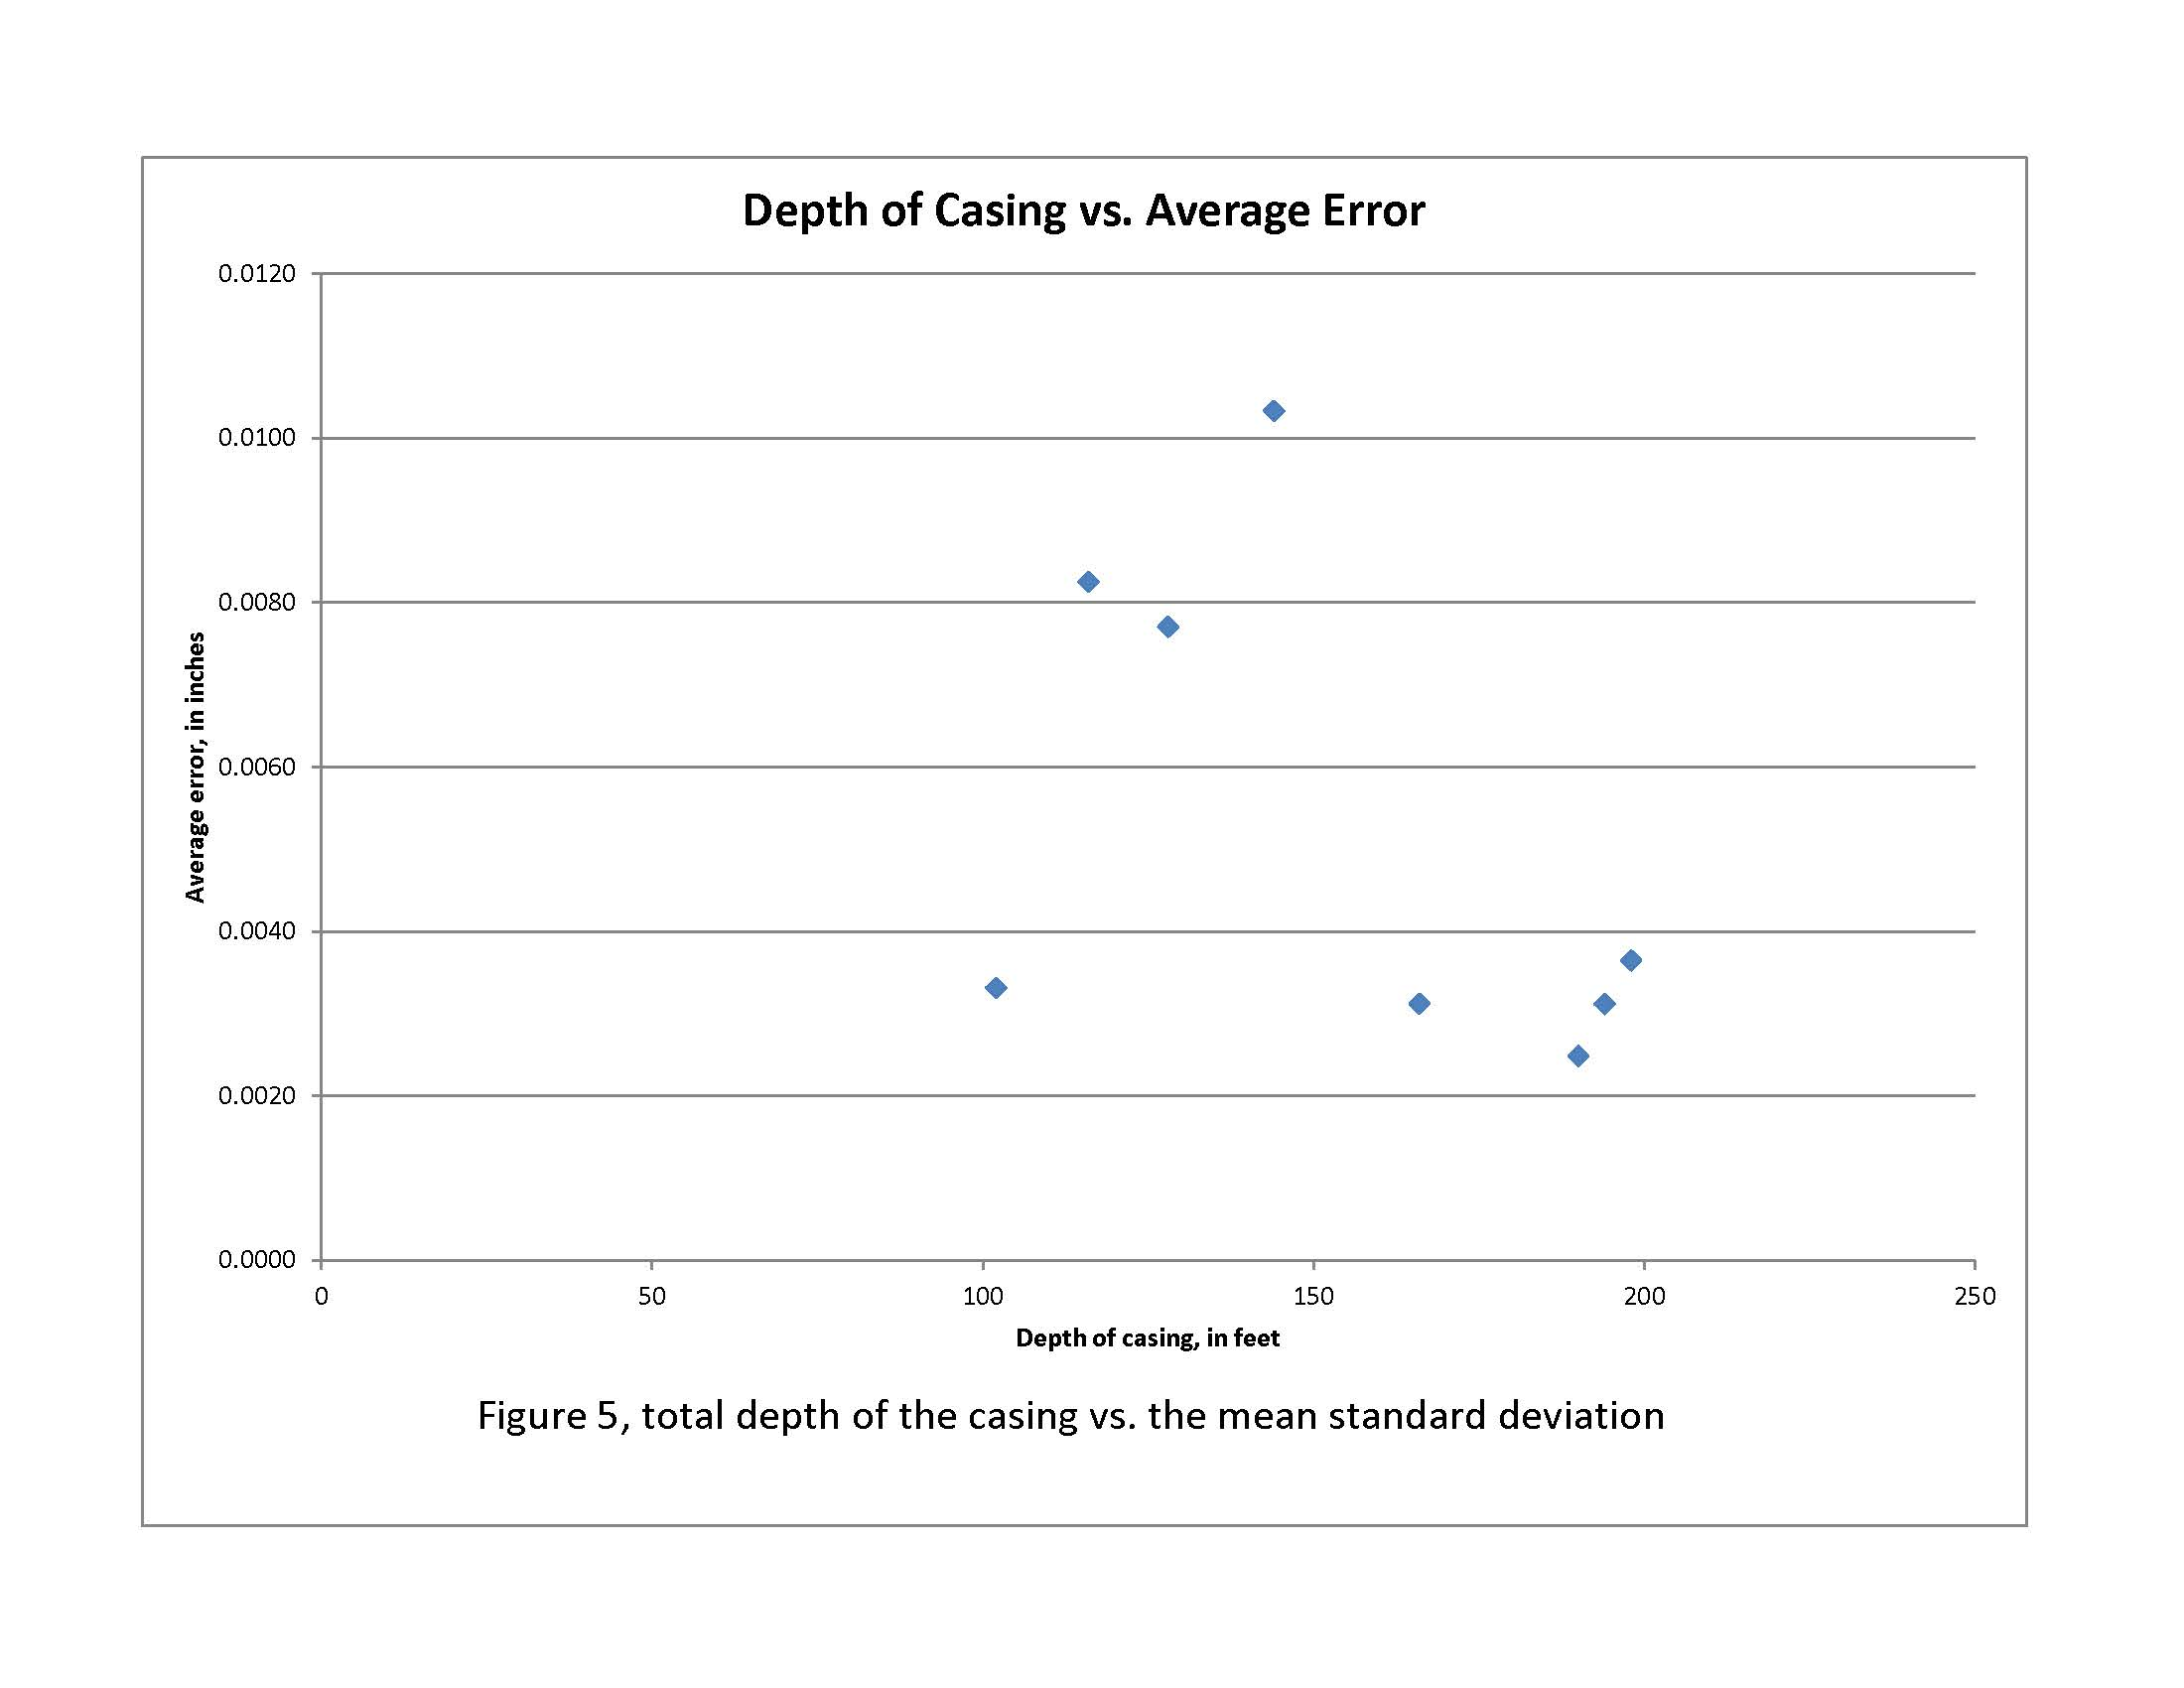 Depth of Casing vs. Average Error
0.0120
0.0100
0.0080
0.0060
0.0040
0.0020
0.0000
Average error, in inches
0 50 100 150 200 250
Depth of casing, in feet
Figure 5, total depth of the casing vs. the mean standard deviation